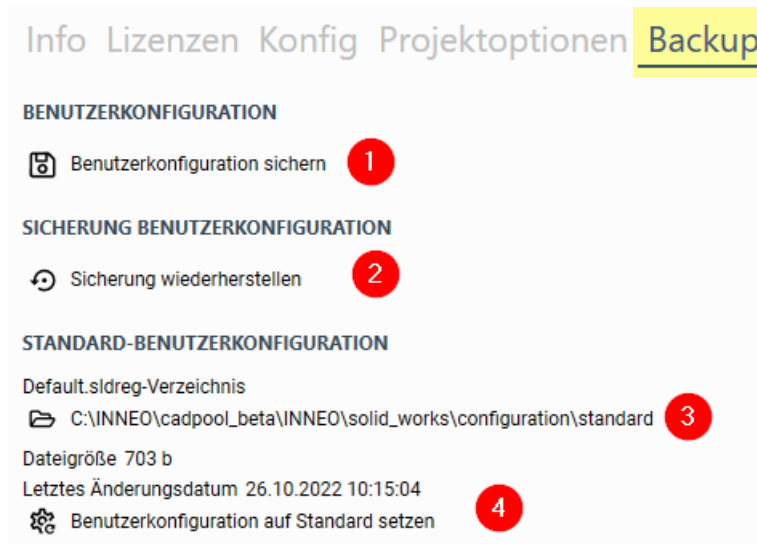 Info Lizenzen Konfig Projektoptionen Backup
BENUTZERKONFIGURATION
Benutzerkonfiguration sichern 1
SICHERUNG BENUTZERKONFIGURATION
Sicherung wiederherstellen 2
STANDARD-BENUTZERKONFIGURATION
Default.sldreg-Verzeichnis
C:\INNEO\cadpool_beta\INNEO\solid_works\configuration\standard 3
Dateigröße 703 b
Letztes Änderungsdatum 26.10.2022 10:15:04
Benutzerkonfiguration auf Standard setzen 4